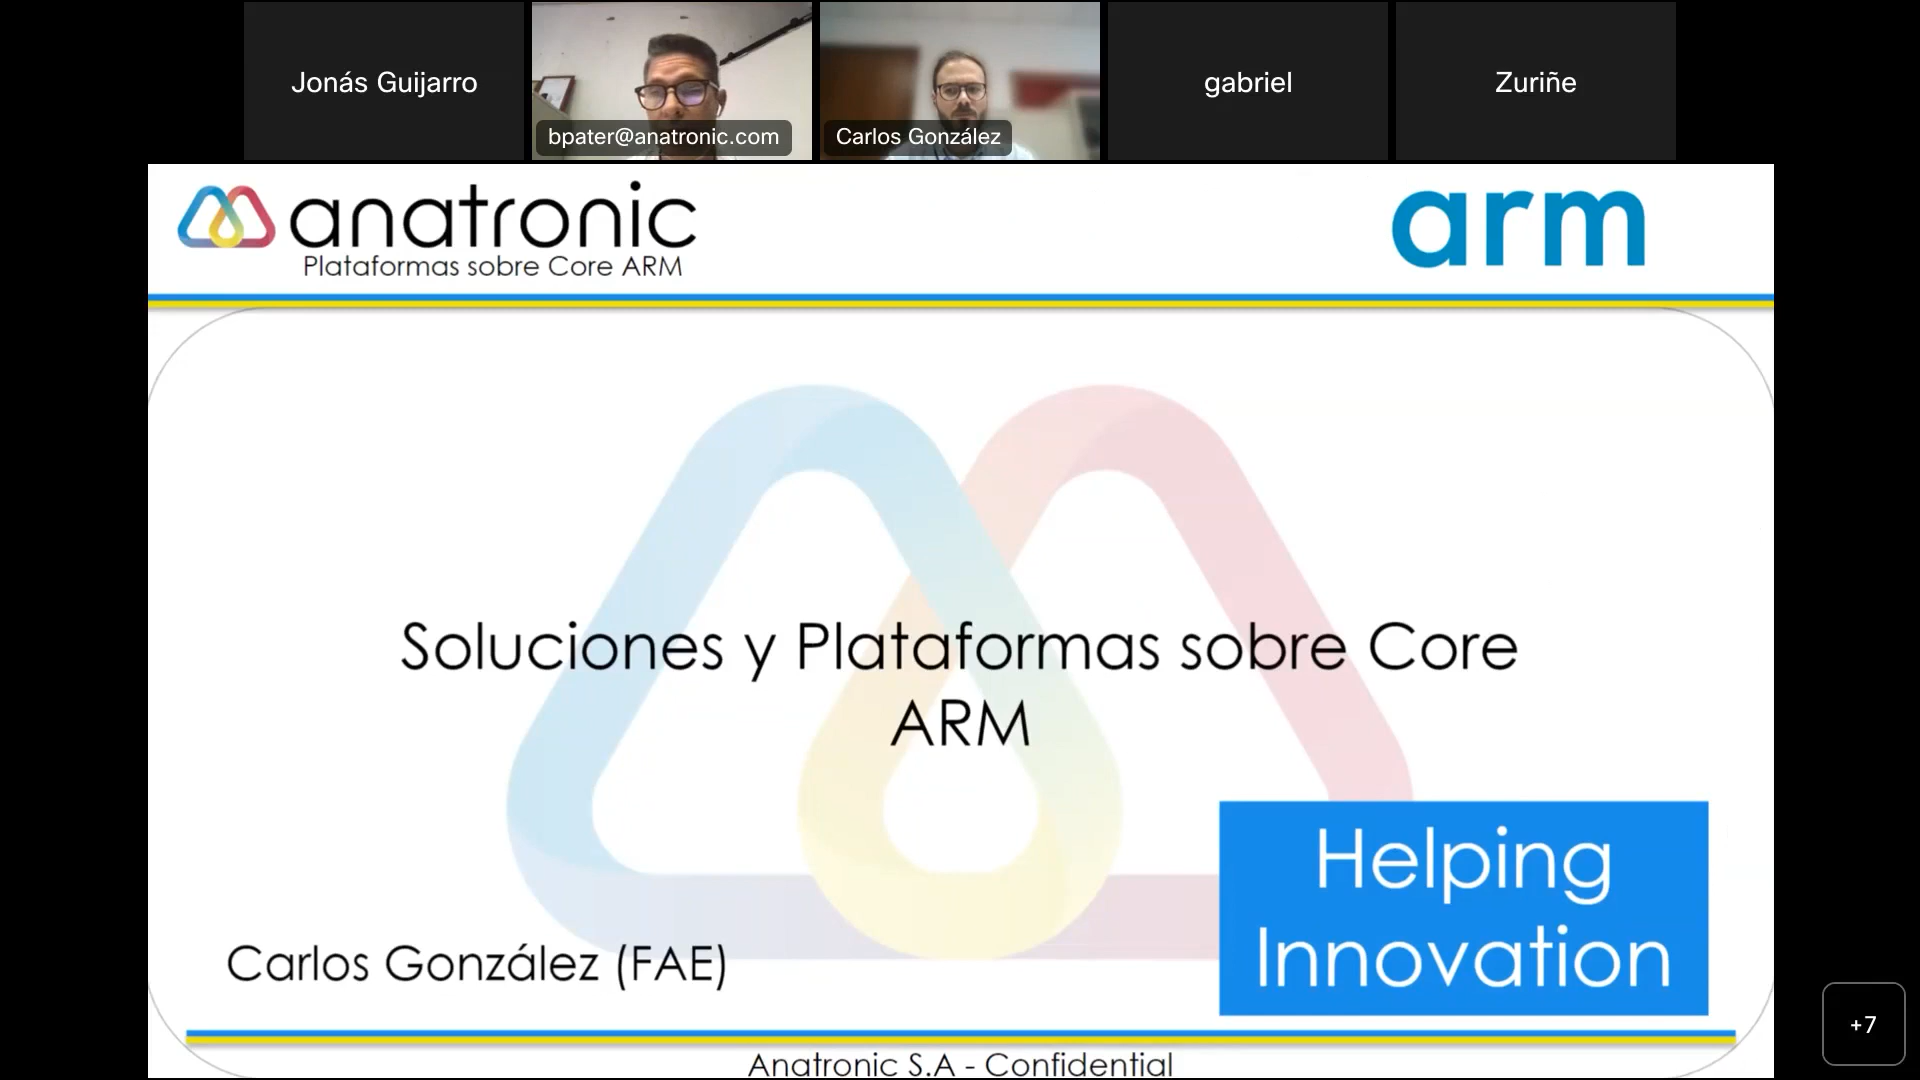 Jonás Guijarro
bpater@anatronic.com
Carlos González
gabriel
Zuriñe
anatronic
Plataformas sobre Core ARM
arm
Soluciones y Plataformas sobre Core
ARM
Helping
Innovation
Carlos González (FAE)
Anatronic S.A - Confidential
+7